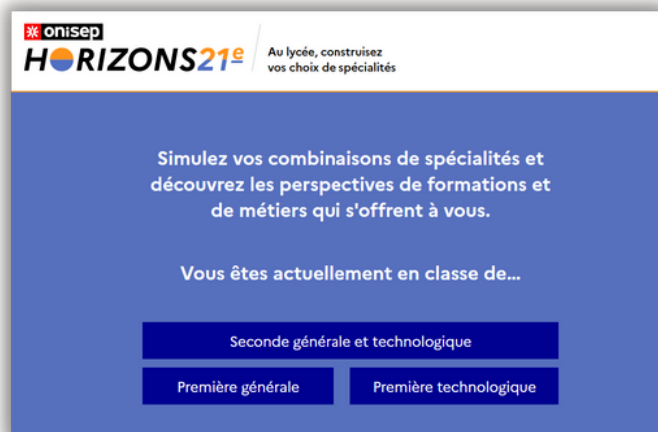 onisep
HORIZONS21e
Au lycée, construisez
vos choix de spécialités
Simulez vos combinaisons de spécialités et
découvrez les perspectives de formations et
de métiers qui s'offrent à vous.
Vous êtes actuellement en classe de...
Seconde générale et technologique
Première générale
Première technologique